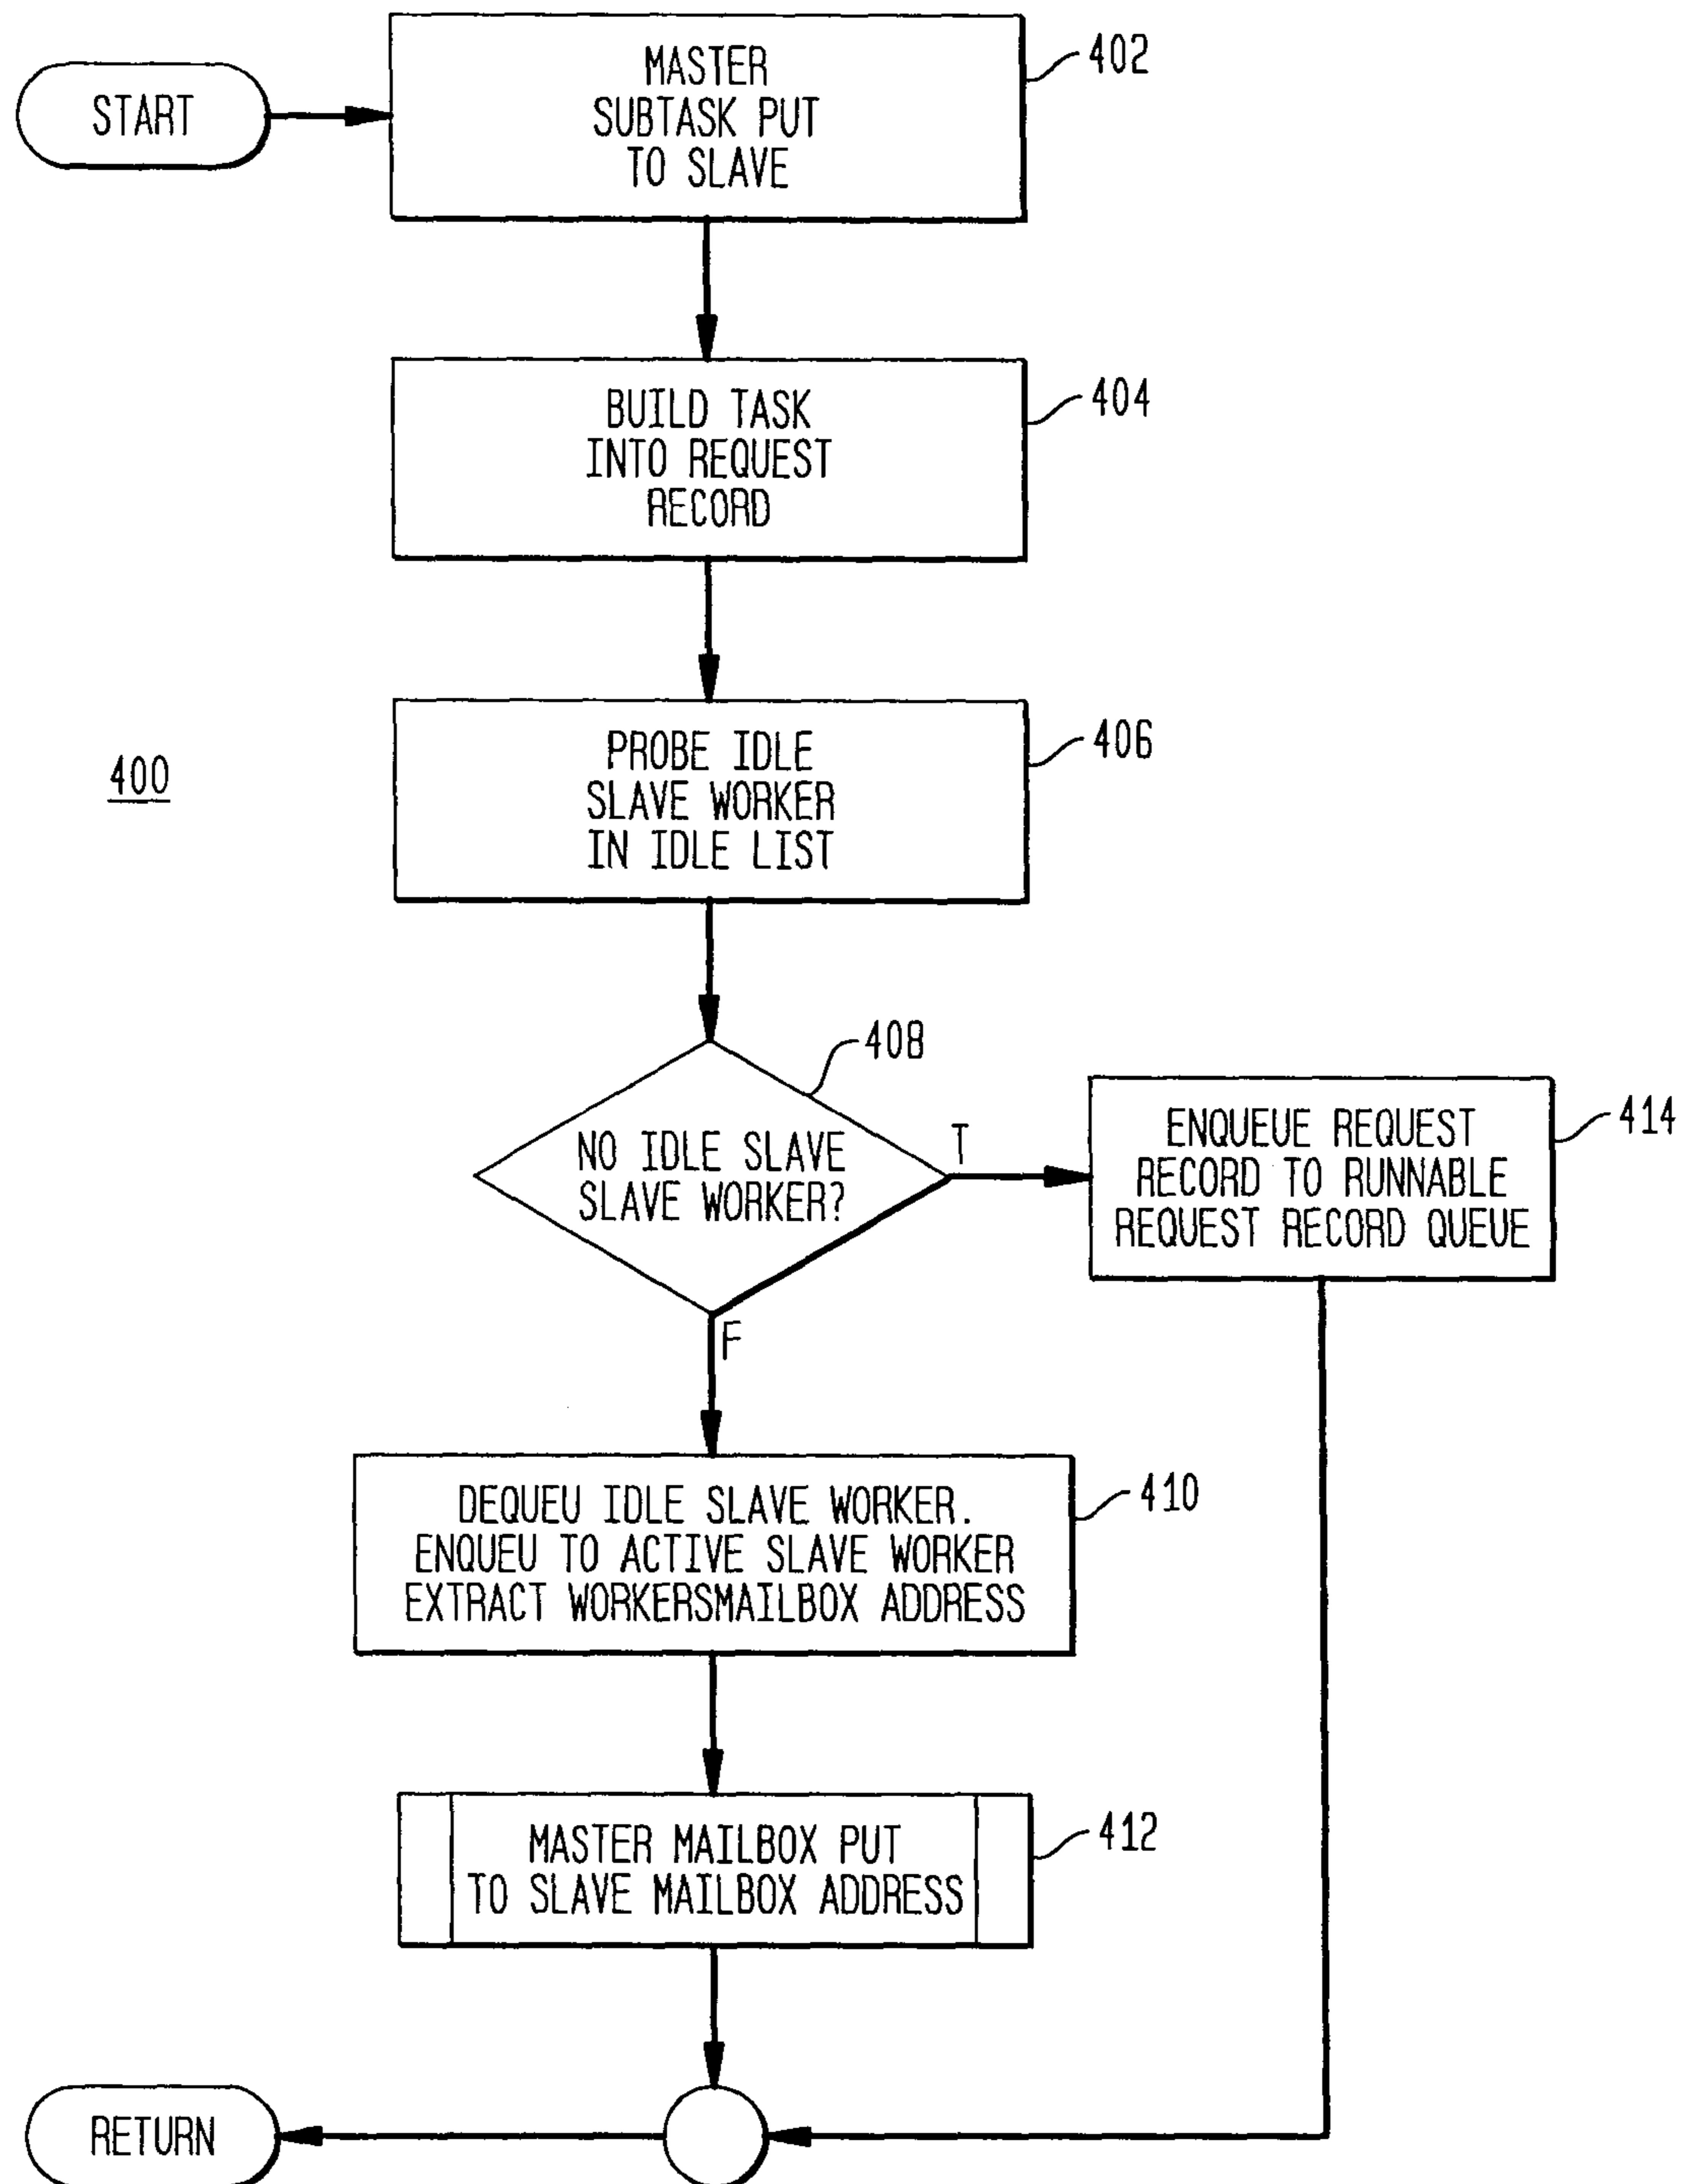 START
MASTER
SUBTASK PUT
TO SLAVE
402
BUILD TASK
INTO REQUEST
RECORD
404
400
PROBE IDLE
SLAVE WORKER
IN IDLE LIST
406
408
NO IDLE SLAVE
SLAVE WORKER?
T
F
ENQUEUE REQUEST
RECORD TO RUNNABLE
REQUEST RECORD QUEUE
414
DEQUEU IDLE SLAVE WORKER.
ENQUEU TO ACTIVE SLAVE WORKER
EXTRACT WORKERSMAILBOX ADDRESS
410
MASTER MAILBOX PUT
TO SLAVE MAILBOX ADDRESS
412
RETURN